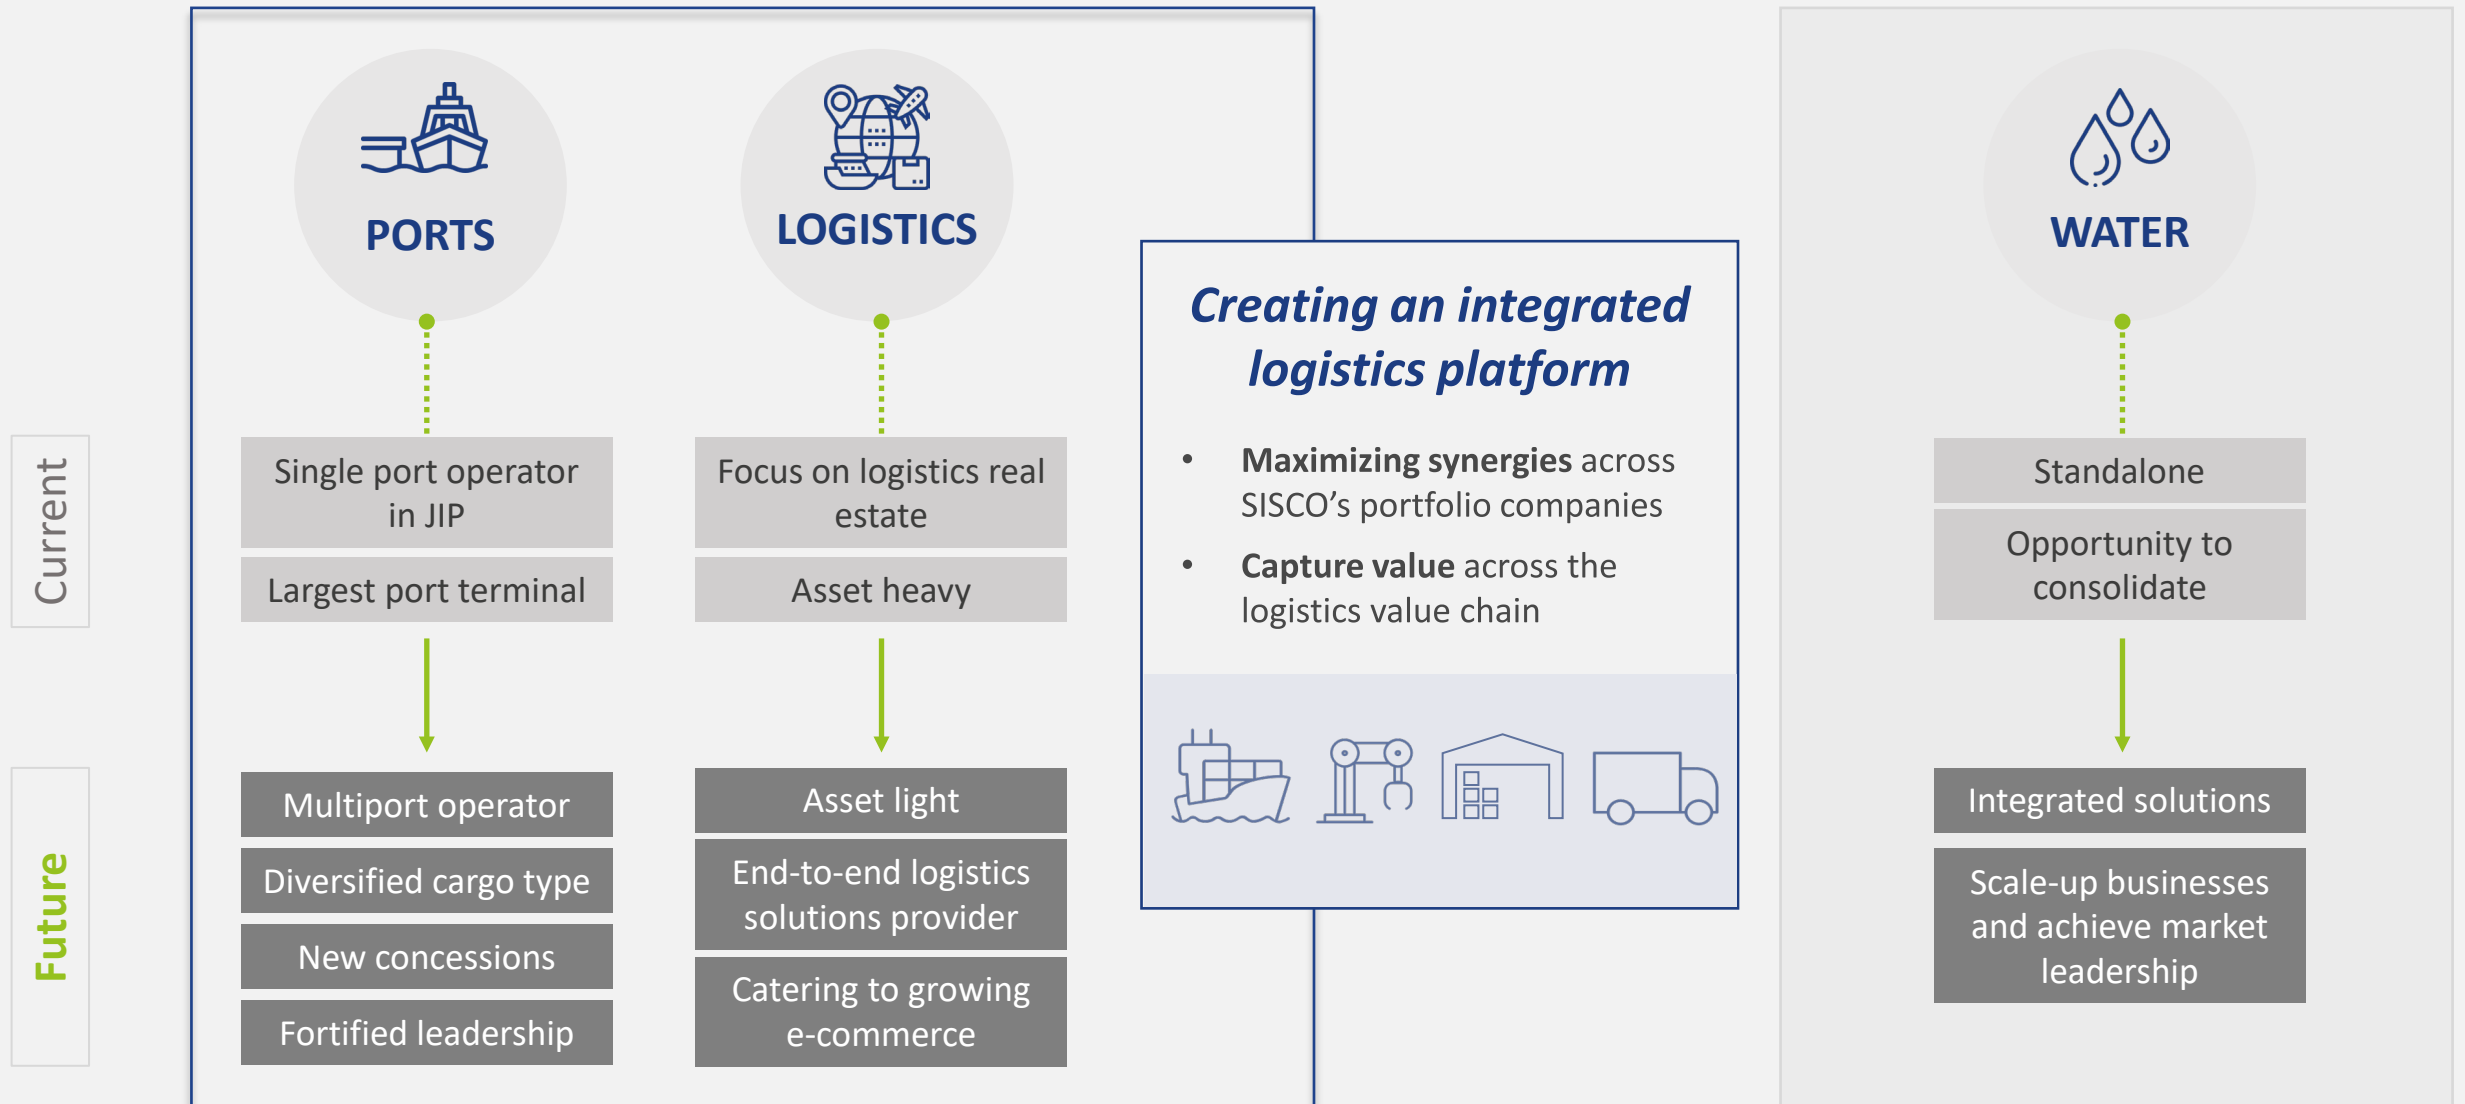 PORTS
LOGISTICS
WATER
Creating an integrated
logistics platform
• Maximizing synergies across
SISCO’s portfolio companies
• Capture value across the
logistics value chain
Current
Single port operator
in JIP
Largest port terminal
Focus on logistics real
estate
Asset heavy
Standalone
Opportunity to
consolidate
Future
Multiport operator
Diversified cargo type
New concessions
Fortified leadership
Asset light
End-to-end logistics
solutions provider
Catering to growing
e-commerce
Integrated solutions
Scale-up businesses
and achieve market
leadership